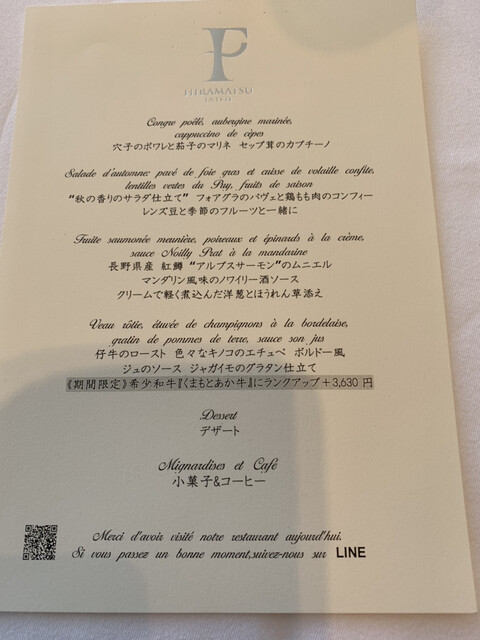 HIRAMATSU
Congre poêlé, aubergine marinée,
cappuccino de cèpes
穴子のポワレと茄子のマリネ セップ茸のカプチーノ
Salade d'automne: pavé de foie gras et cuisse de volaille confite,
lentilles vertes du Puy, fruits de saison
“秋の香りのサラダ仕立て” フォアグラのパヴェと鶏もも肉のコンフィー
レンズ豆と季節のフルーツと一緒に
Truite saumonée meunière, poireaux et épinards à la crème,
sauce Noilly Prat à la mandarine
長野県産 紅鱒 “アルプスサーモン”のムニエル
マンダリン風味のノワイリー酒ソース
クリームで軽く煮込んだ洋葱とほうれん草添え
Veau rôtie, étuvée de champignons à la bordelaise,
gratin de pommes de terre, sauce son jus
仔牛のロースト 色々なキノコのエチュベ ボルドー風
ジュのソース ジャガイモのグラタン仕立て
《期間限定》希少和牛『くまもとあか牛』にランクアップ +3,630 円
Dessert
デザート
Mignardises et Café
小菓子&コーヒー
Merci d'avoir visité notre restaurant aujourd'hui.
Si vous passez un bonne moment,suivez-nous sur LINE